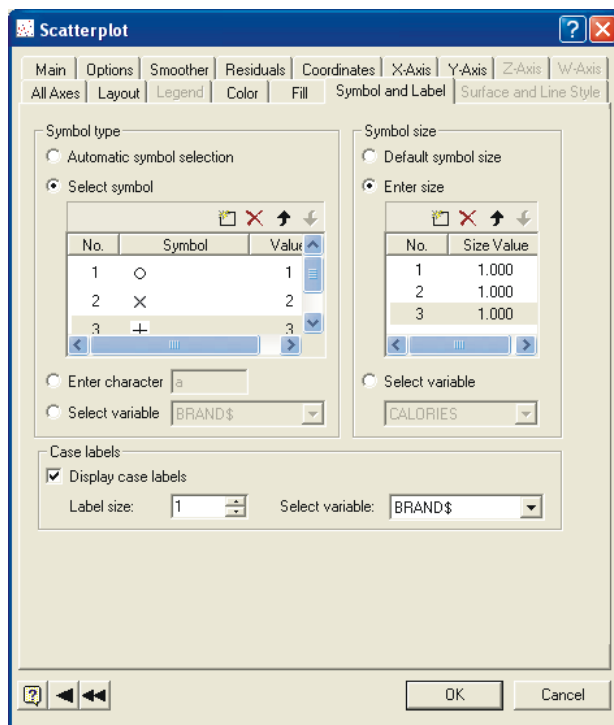 Scatterplot
Main Options Smoother Residuals Coordinates X-Axis Y-Axis Z-Axis W-Axis
All Axes Layout Legend Color Fill Symbol and Label Surface and Line Style
Symbol type
Automatic symbol selection
Select symbol
No. Symbol Value
1 1
2 2
3 3
Enter character a
Select variable BRAND$
Symbol size
Default symbol size
Enter size
No. Size Value
1 1.000
2 1.000
3 1.000
Select variable
CALORIES
Case labels
Display case labels
Label size: 1 Select variable: BRAND$
OK Cancel